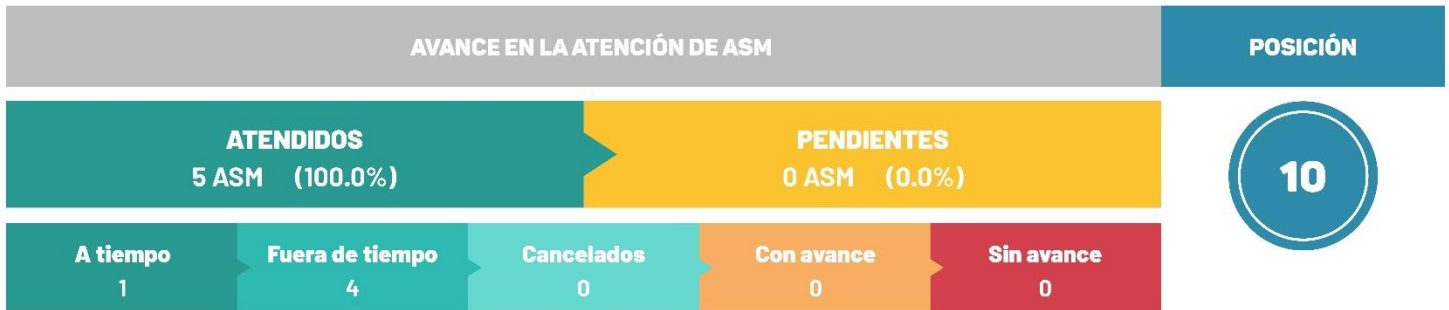 AVANCE EN LA ATENCIÓN DE ASM
POSICIÓN
ATENDIDOS
5 ASM (100.0%)
PENDIENTES
0 ASM (0.0%)
10
A tiempo
1
Fuera de tiempo
4
Cancelados
0
Con avance
0
Sin avance
0